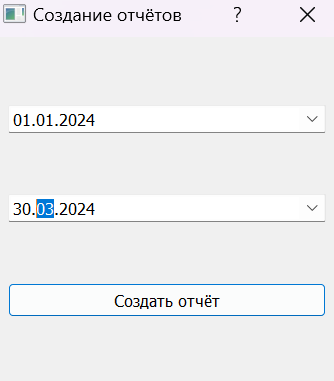 Создание отчётов ?
01.01.2024
30.03.2024
Создать отчёт